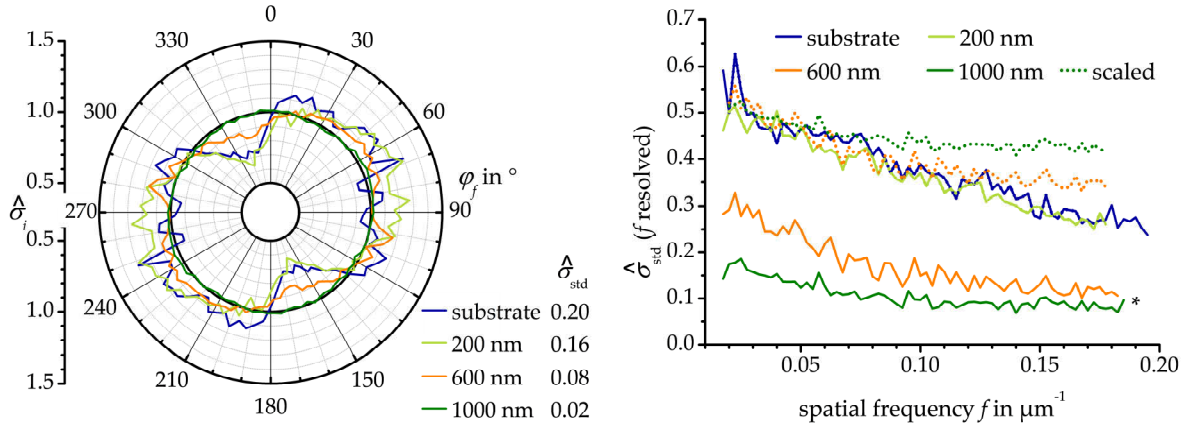 0
30
60
90
120
150
180
210
240
270
300
330
1.5
1.0
0.5
0.5
1.0
1.5
σ̂i
φf in °
σ̂std
substrate 0.20
200 nm 0.16
600 nm 0.08
1000 nm 0.02
0.7
0.6
0.5
0.4
0.3
0.2
0.1
0.0
σ̂std (f resolved)
substrate 200 nm
600 nm 1000 nm scaled
*
0.05 0.10 0.15 0.20
spatial frequency f in µm⁻¹